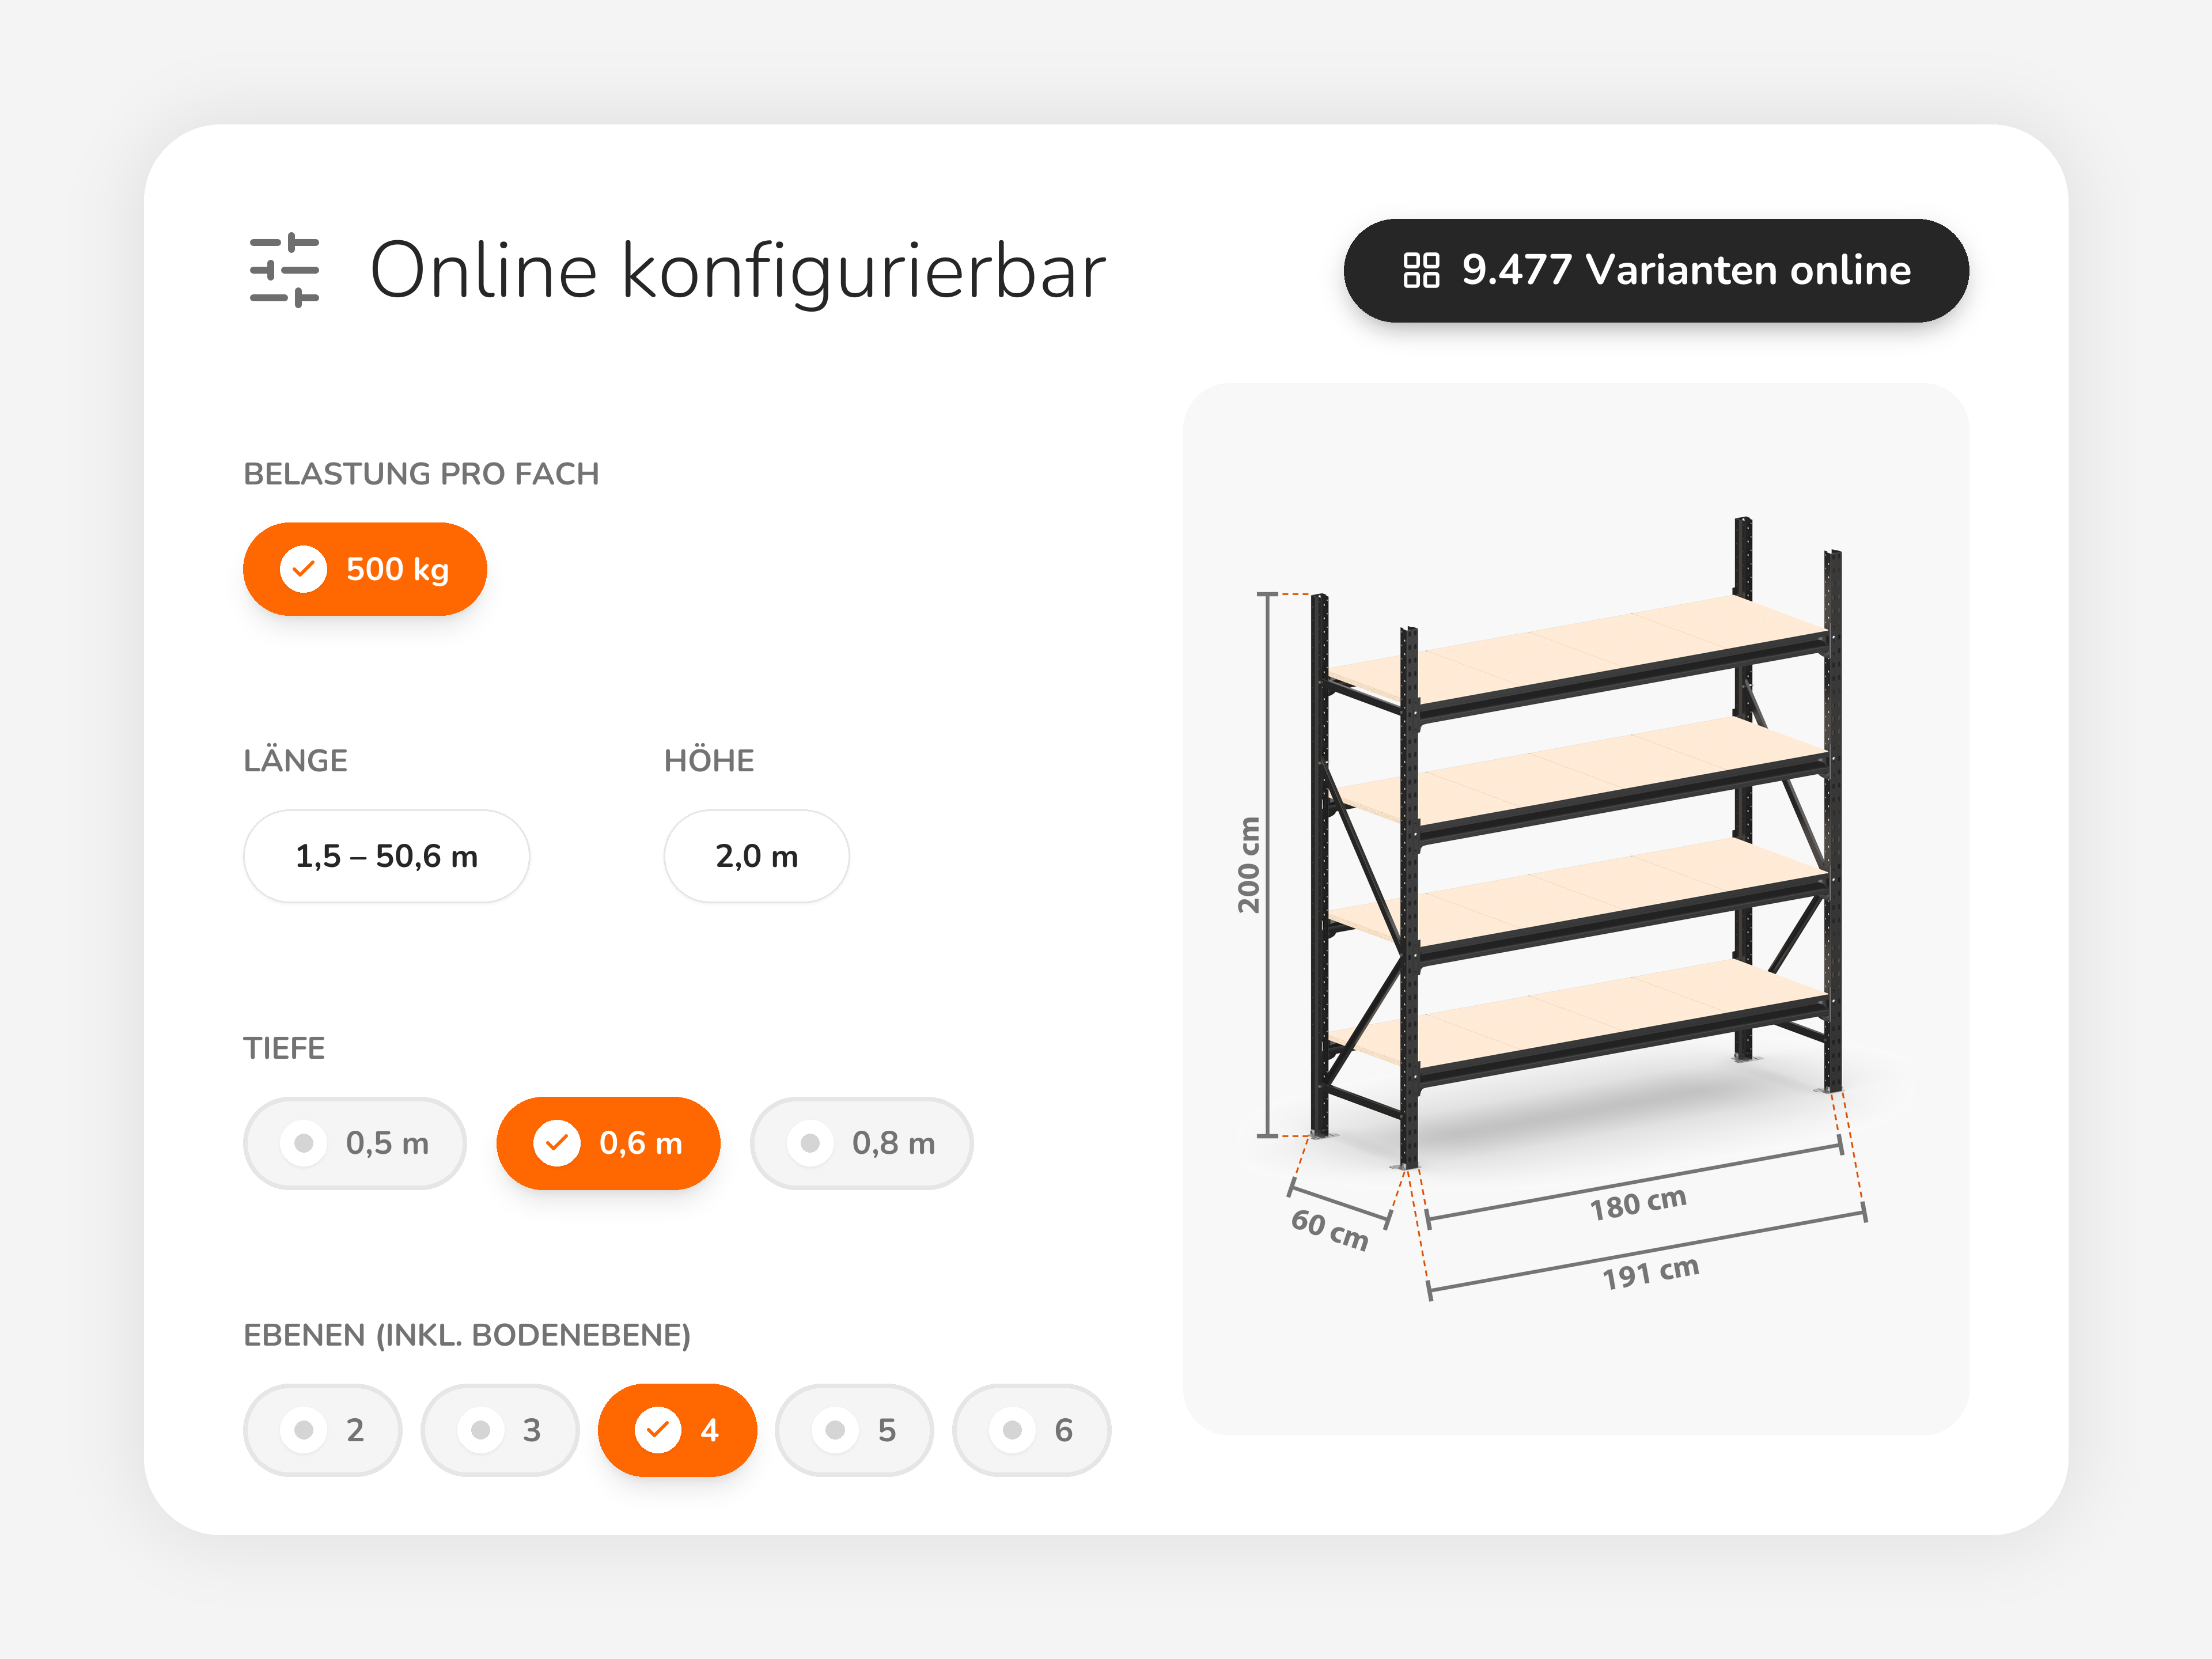 Online konfigurierbar
9.477 Varianten online
BELASTUNG PRO FACH
500 kg
LÄNGE
HÖHE
1,5 – 50,6 m
2,0 m
TIEFE
0,5 m
0,6 m
0,8 m
EBENEN (INKL. BODENEBENE)
2
3
4
5
6
200 cm
60 cm
180 cm
191 cm